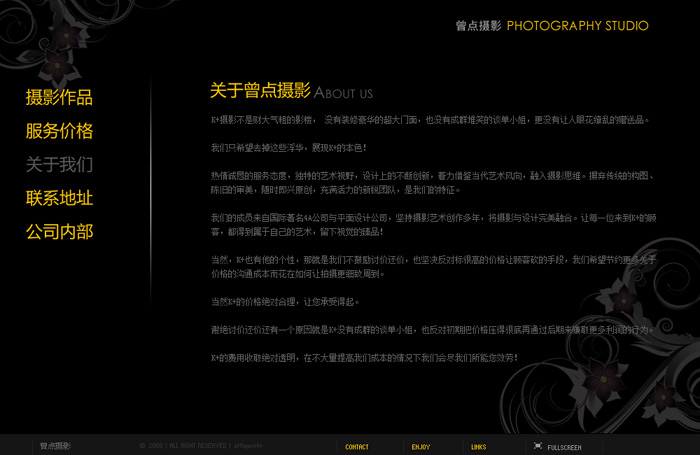 曾点摄影 PHOTOGRAPHY STUDIO
摄影作品
服务价格
关于我们
联系地址
公司内部
关于曾点摄影 ABOUT US
K+摄影不是财大气粗的影楼， 没有装修豪华的超大门面，也没有成群堆笑的谈单小姐，更没有让人眼花缭乱的赠送品。
我们只希望去掉这些浮华，展现K+的本色！
热情诚恳的服务态度，独特的艺术视野，设计上的不断创新，着力借鉴当代艺术风向，融入摄影思维。摒弃传统的构图、
陈旧的审美，随时即兴原创，充满活力的新锐团队，是我们的特征。
我们的成员来自国际著名4A公司与平面设计公司，坚持摄影艺术创作多年，将摄影与设计完美融合。让每一位来到K+的顾
客，都得到属于自己的艺术，留下视觉的臻品！
当然，K+也有他的个性，那就是我们不鼓励讨价还价，也坚决反对标很高的价格让顾客砍的手段，我们希望节约更多关于
价格的沟通成本而花在如何让拍摄更细致周到。
当然K+的价格绝对合理，让您承受得起。
谢绝讨价还价还有一个原因就是K+没有成群的谈单小姐，也反对初期把价格压得很底再通过后期来赚取更多利润的行为。
K+的费用收取绝对透明，在不大量提高我们成本的情况下我们会尽我们所能您效劳！
曾点摄影
© 2008 | ALL RIGHT RESERVED |
CONTACT
ENJOY
LINKS
FULLSCREEN